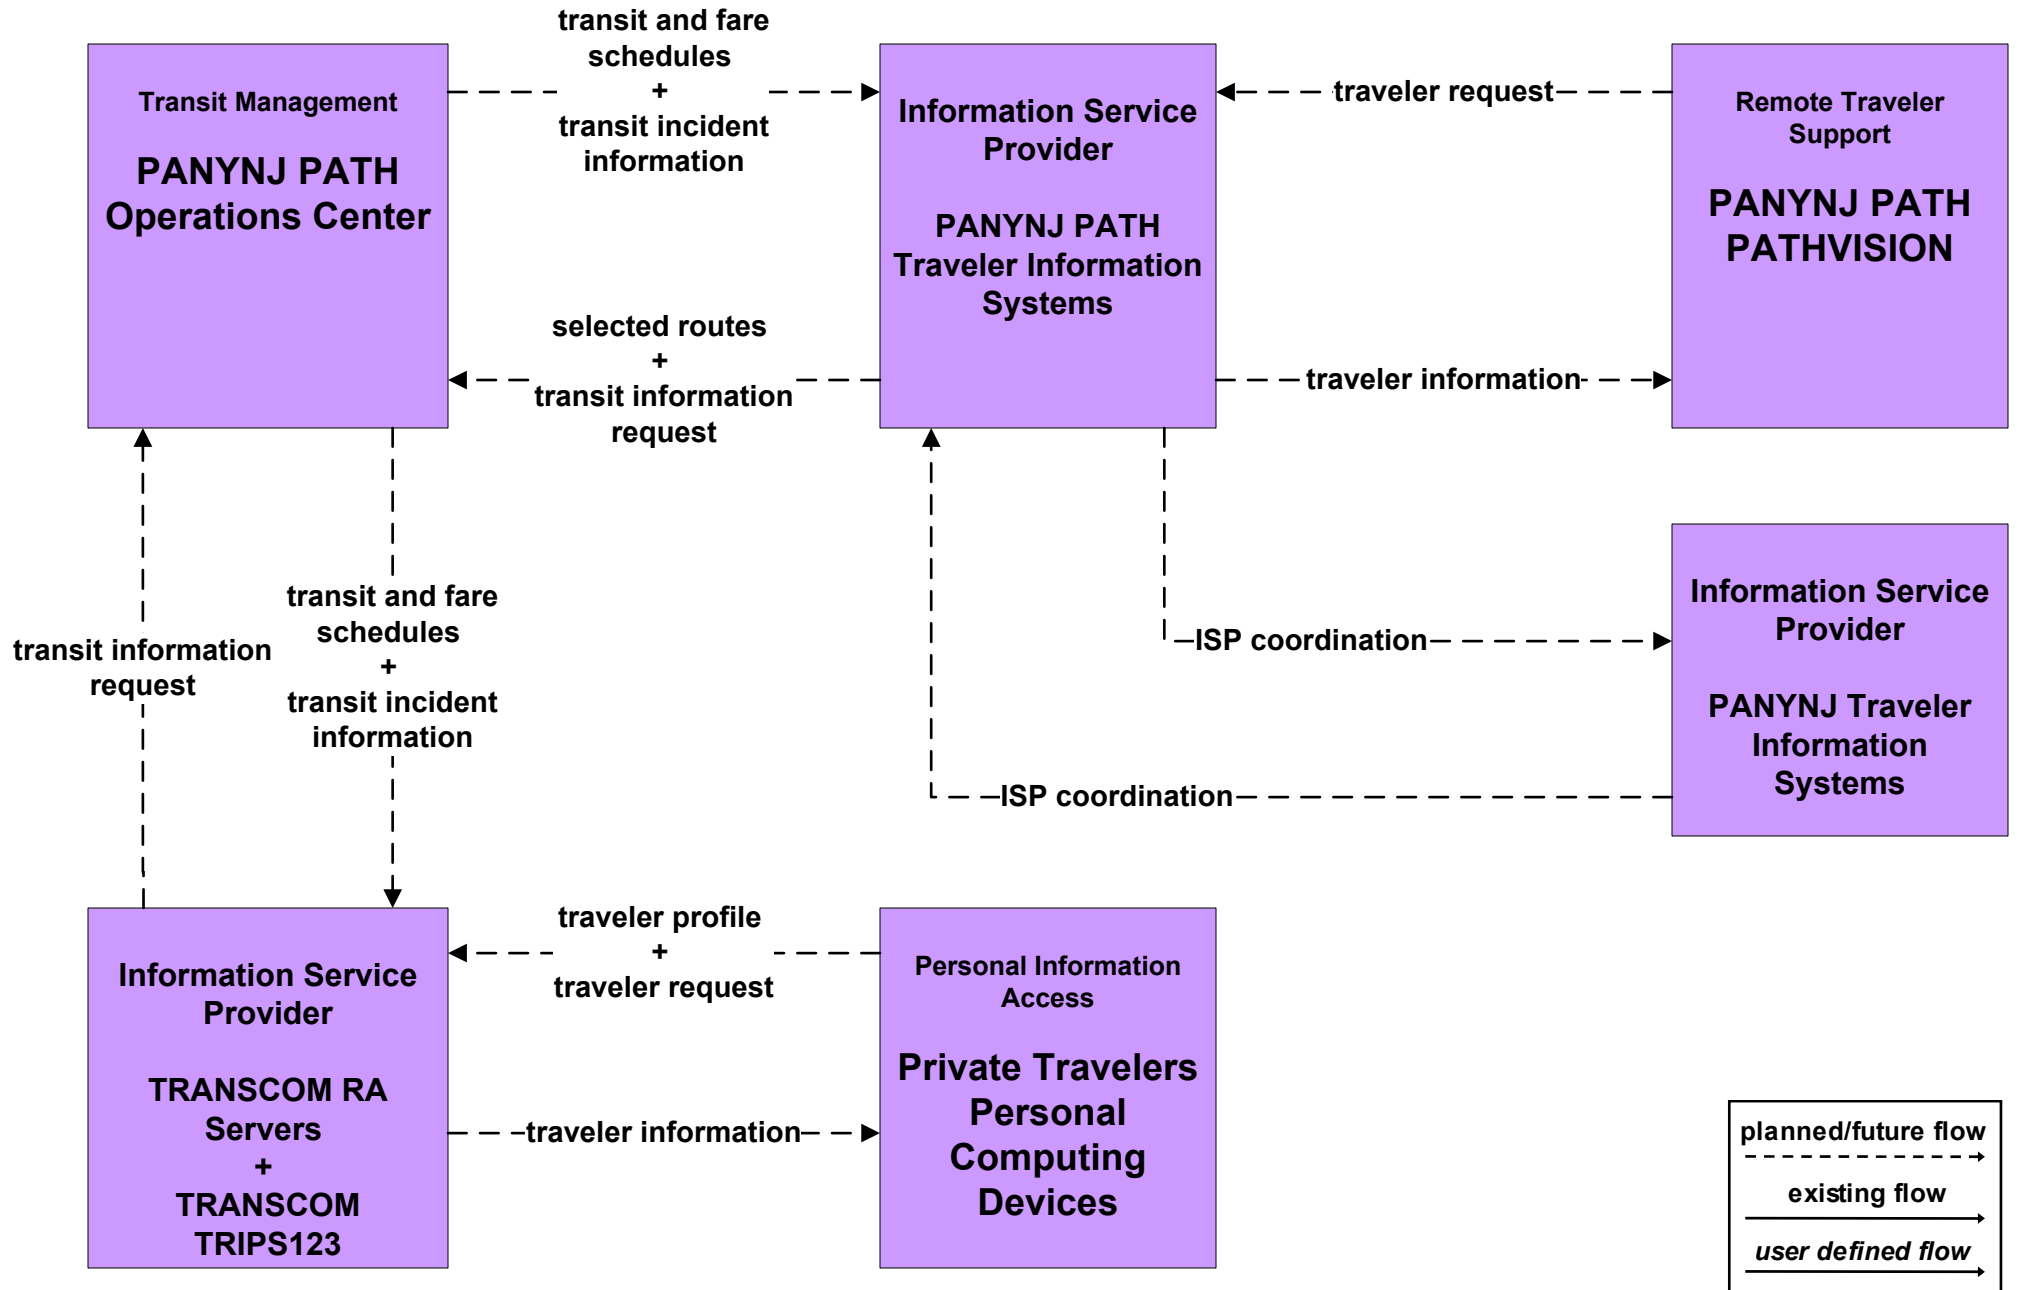 transit and fare
schedules
+
transit incident
information
Transit Management
PANYNJ PATH
Operations Center
Information Service
Provider
PANYNJ PATH
Traveler Information
Systems
traveler request
Remote Traveler
Support
PANYNJ PATH
PATHVISION
selected routes
+
transit information
request
traveler information
transit information
request
transit and fare
schedules
+
transit incident
information
ISP coordination
ISP coordination
Information Service
Provider
PANYNJ Traveler
Information
Systems
Information Service
Provider
TRANSCOM RA
Servers
+
TRANSCOM
TRIPS123
traveler profile
+
traveler request
traveler information
Personal Information
Access
Private Travelers
Personal
Computing
Devices
planned/future flow
existing flow
user defined flow